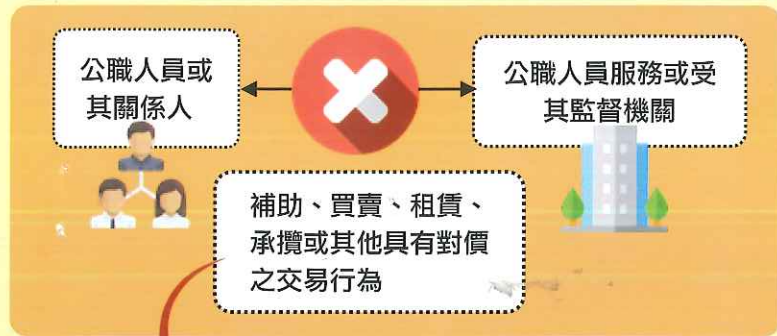 公職人員或
其關係人
公職人員服務或受
其監督機關
補助、買賣、租賃、
承攬或其他具有對價
之交易行為